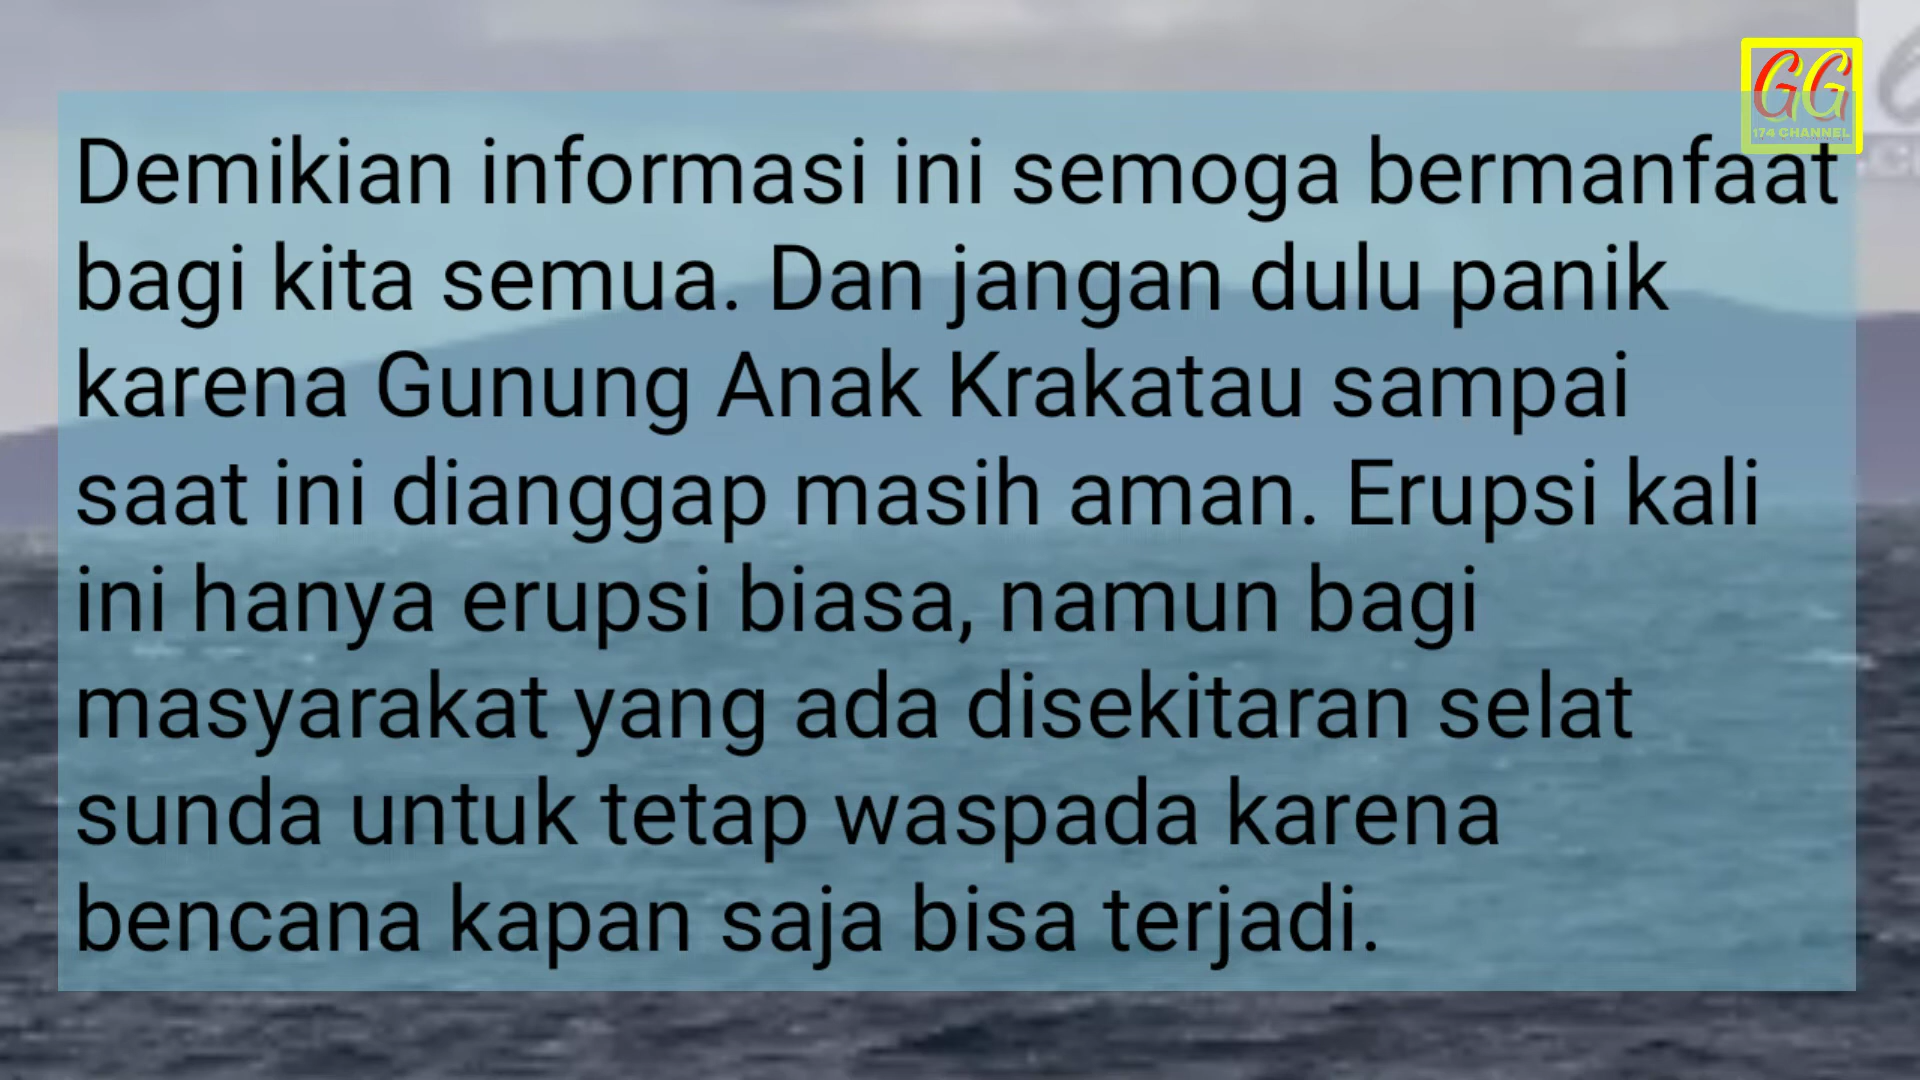 GG
174 CHANNEL
Demikian informasi ini semoga bermanfaat
bagi kita semua. Dan jangan dulu panik
karena Gunung Anak Krakatau sampai
saat ini dianggap masih aman. Erupsi kali
ini hanya erupsi biasa, namun bagi
masyarakat yang ada disekitaran selat
sunda untuk tetap waspada karena
bencana kapan saja bisa terjadi.